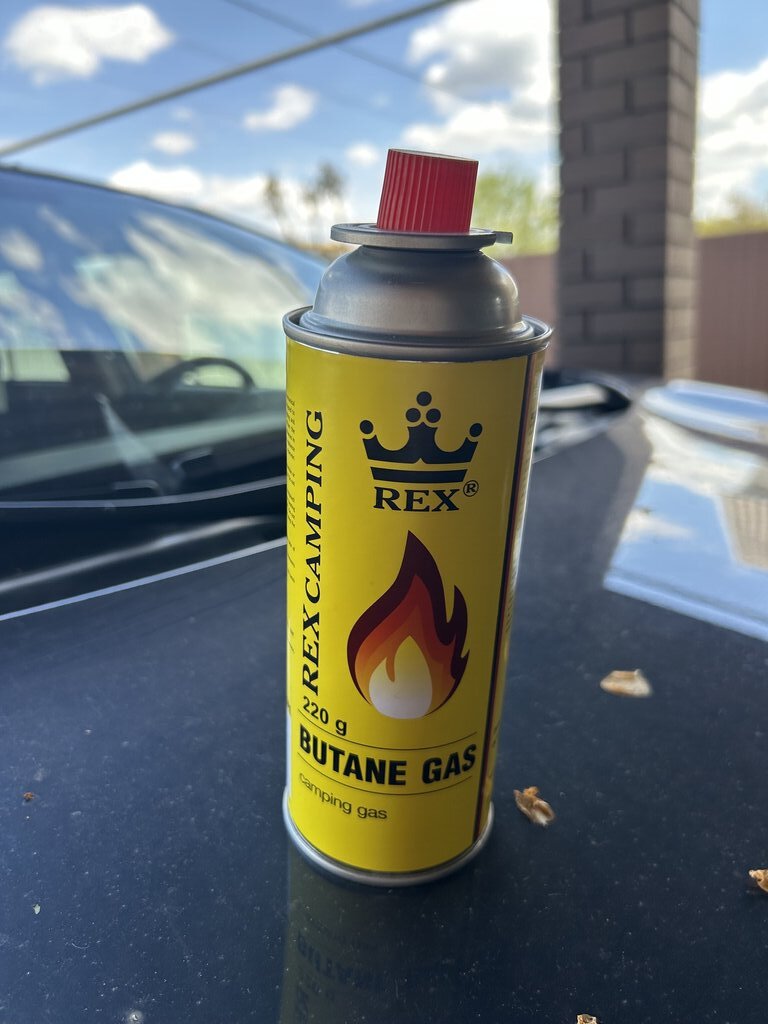 REX®
REX CAMPING
220 g
BUTANE GAS
camping gas